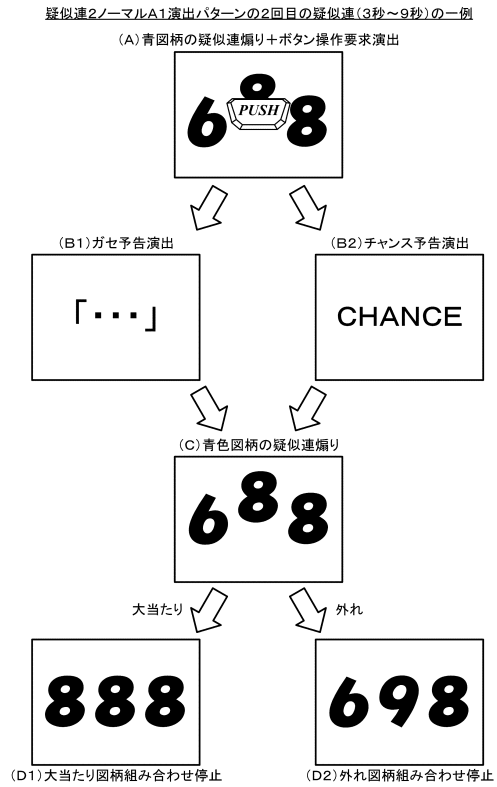 疑似連2ノーマルA1演出パターンの2回目の疑似連(3秒~9秒)の一例
(A)青図柄の疑似連煽り+ボタン操作要求演出
6 8 8
PUSH
(B1)ガセ予告演出
(B2)チャンス予告演出
「・・・」
CHANCE
(C)青色図柄の疑似連煽り
6 8 8
大当たり
外れ
888
698
(D1)大当たり図柄組み合わせ停止
(D2)外れ図柄組み合わせ停止